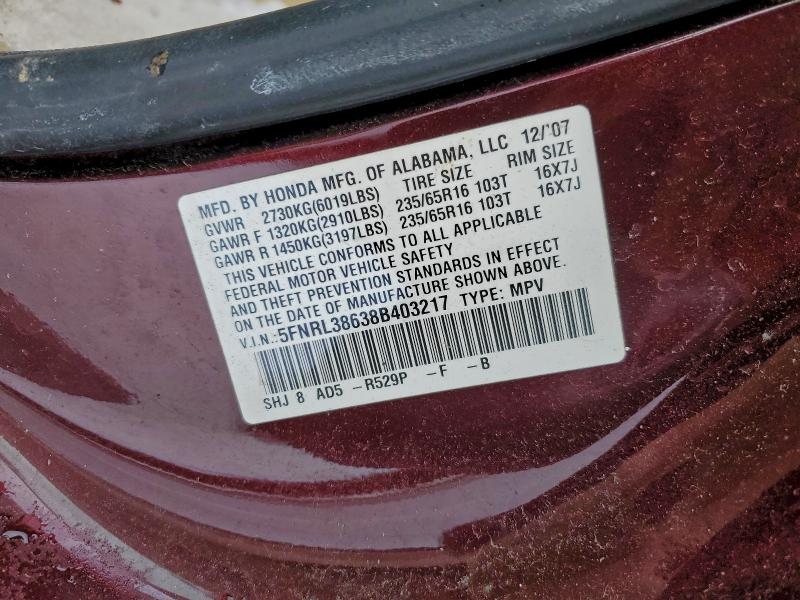 MFD. BY HONDA MFG. OF ALABAMA, LLC 12/'07
GVWR 2730KG(6019LBS) TIRE SIZE RIM SIZE
GAWR F 1320KG(2910LBS) 235/65R16 103T 16X7J
GAWR R 1450KG(3197LBS) 235/65R16 103T 16X7J
THIS VEHICLE CONFORMS TO ALL APPLICABLE
FEDERAL MOTOR VEHICLE SAFETY
AND THEFT PREVENTION STANDARDS IN EFFECT
ON THE DATE OF MANUFACTURE SHOWN ABOVE.
V.I.N.:5FNRL38638B403217 TYPE: MPV
SHJ 8 AD5 -R529P -F -B